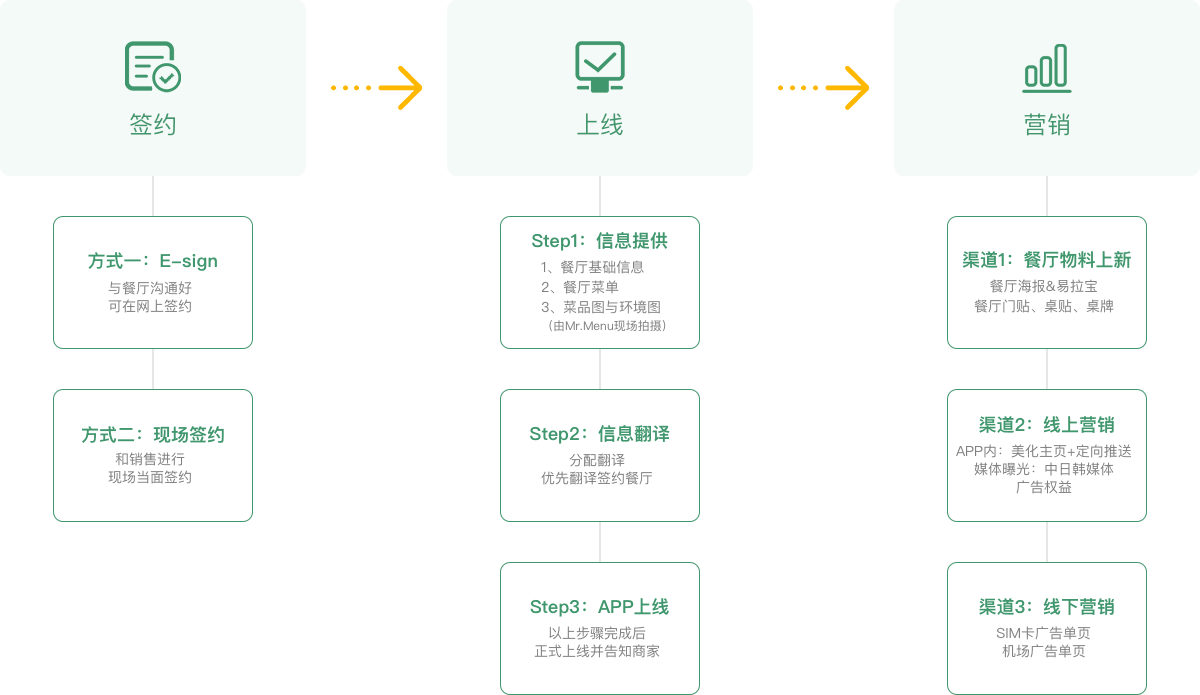 签约
方式一：E-sign
与餐厅沟通好
可在网上签约
方式二：现场签约
和销售进行
现场当面签约
上线
Step1：信息提供
1、餐厅基础信息
2、餐厅菜单
3、菜品图与环境图
（由Mr.Menu现场拍摄）
Step2：信息翻译
分配翻译
优先翻译签约餐厅
Step3：APP上线
以上步骤完成后
正式上线并告知商家
营销
渠道1：餐厅物料上新
餐厅海报&易拉宝
餐厅门贴、桌贴、桌牌
渠道2：线上营销
APP内：美化主页+定向推送
媒体曝光：中日韩媒体
广告权益
渠道3：线下营销
SIM卡广告单页
机场广告单页